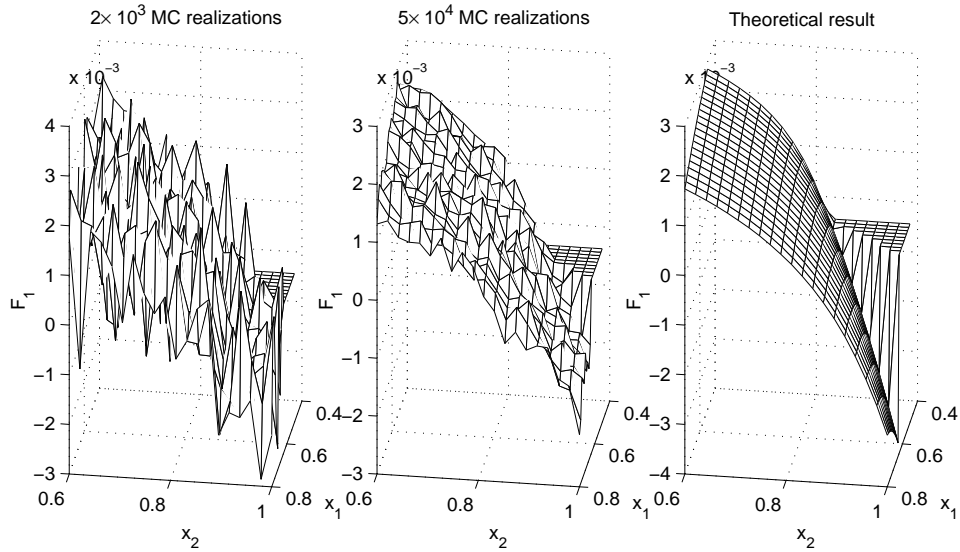 2× 10³ MC realizations
x 10⁻³
4
3
2
1
0
−1
−2
−3
F₁
0.6
0.8
1
x₂
0.4
0.6
0.8
x₁
5× 10⁴ MC realizations
x 10⁻³
3
2
1
0
−1
−2
−3
F₁
0.6
0.8
1
x₂
0.4
0.6
0.8
x₁
Theoretical result
x 10⁻³
3
2
1
0
−1
−2
−3
−4
F₁
0.6
0.8
1
x₂
0.4
0.6
0.8
x₁